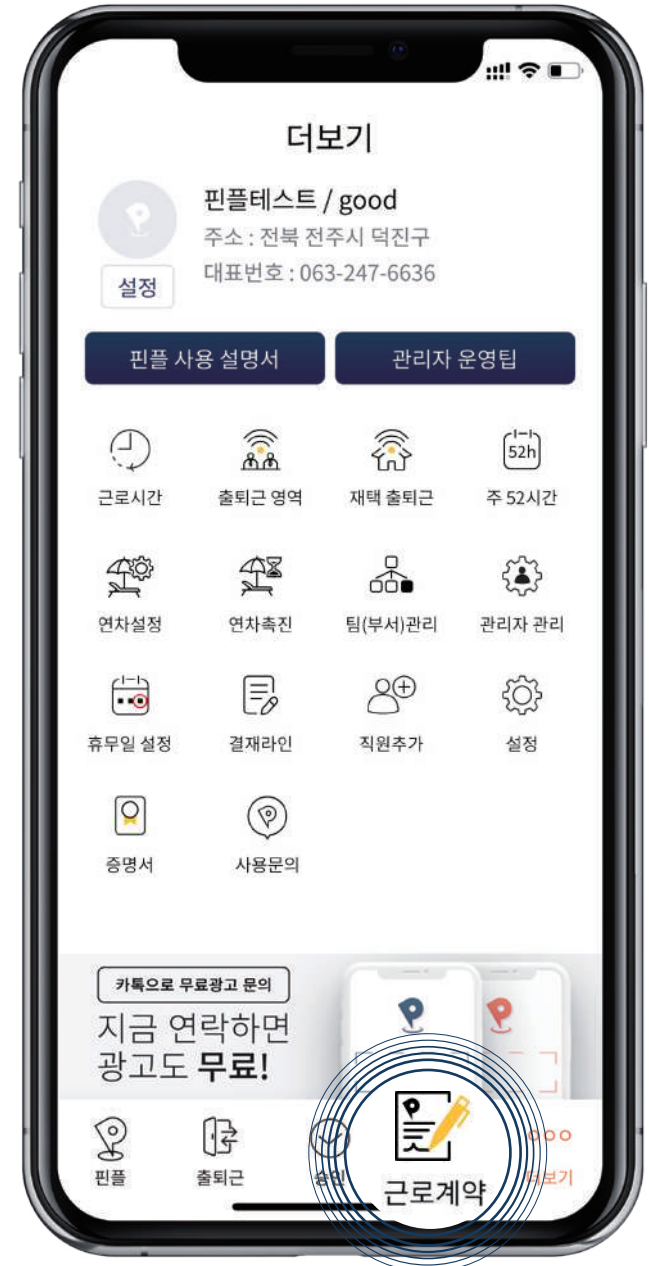 더보기
핀플테스트 / good
주소 : 전북 전주시 덕진구
대표번호 : 063-247-6636
설정
핀플 사용 설명서
관리자 운영팁
52h
근로시간
출퇴근 영역
재택 출퇴근
주 52시간
연차설정
연차촉진
팀(부서)관리
관리자 관리
휴무일 설정
결재라인
직원추가
설정
증명서
사용문의
카톡으로 무료광고 문의
지금 연락하면
광고도 무료!
핀플
출퇴근
승인
근로계약
더보기